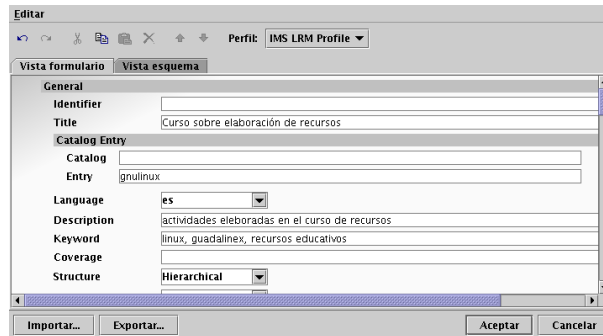 Editar
Perfil: IMS LRM Profile
Vista formulario Vista esquema
General
Identifier
Title Curso sobre elaboración de recursos
Catalog Entry
Catalog
Entry gnulinux
Language es
Description actividades eleboradas en el curso de recursos
Keyword linux, guadalinex, recursos educativos
Coverage
Structure Hierarchical
Importar... Exportar... Aceptar Cancelar